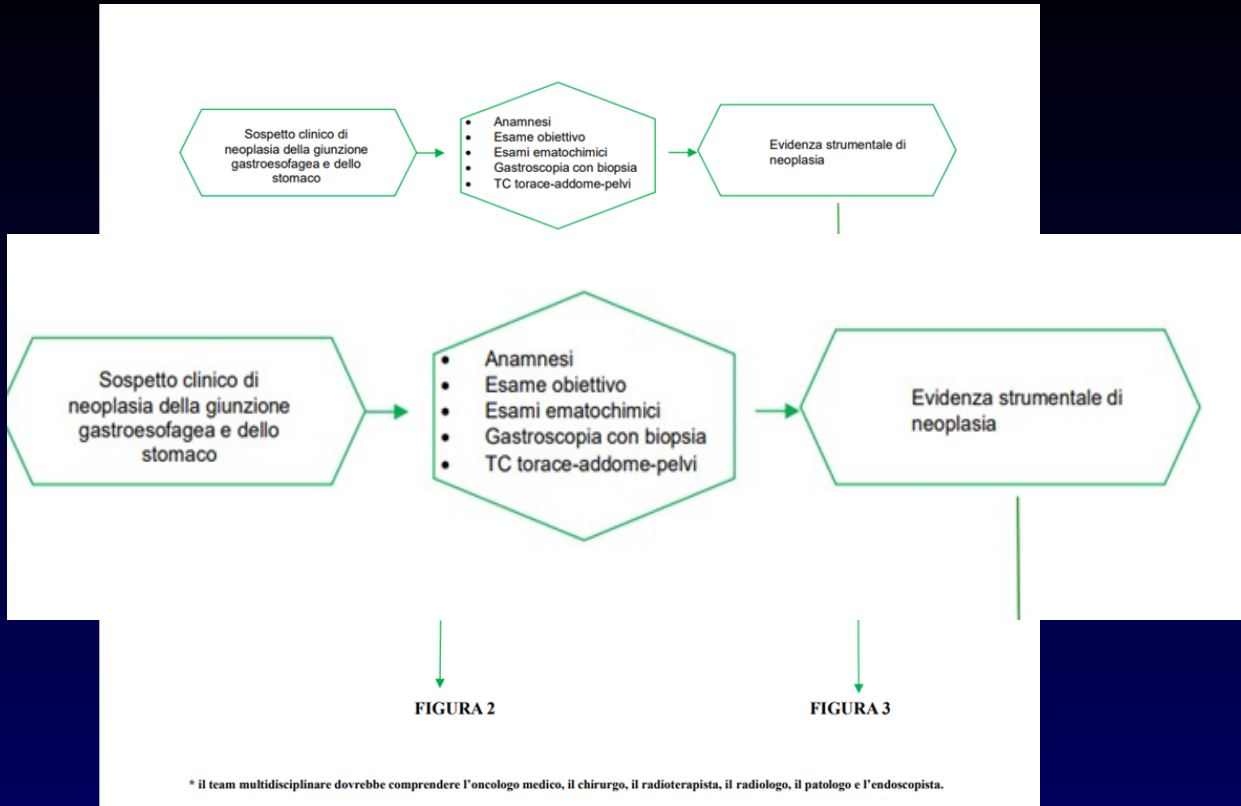 Sospetto clinico di
neoplasia della giunzione
gastroesofagea e dello
stomaco
• Anamnesi
• Esame obiettivo
• Esami ematochimici
• Gastroscopia con biopsia
• TC torace-addome-pelvi
Evidenza strumentale di
neoplasia
Sospetto clinico di
neoplasia della giunzione
gastroesofagea e dello
stomaco
• Anamnesi
• Esame obiettivo
• Esami ematochimici
• Gastroscopia con biopsia
• TC torace-addome-pelvi
Evidenza strumentale di
neoplasia
FIGURA 2
FIGURA 3
* il team multidisciplinare dovrebbe comprendere l’oncologo medico, il chirurgo, il radioterapista, il radiologo, il patologo e l’endoscopista.